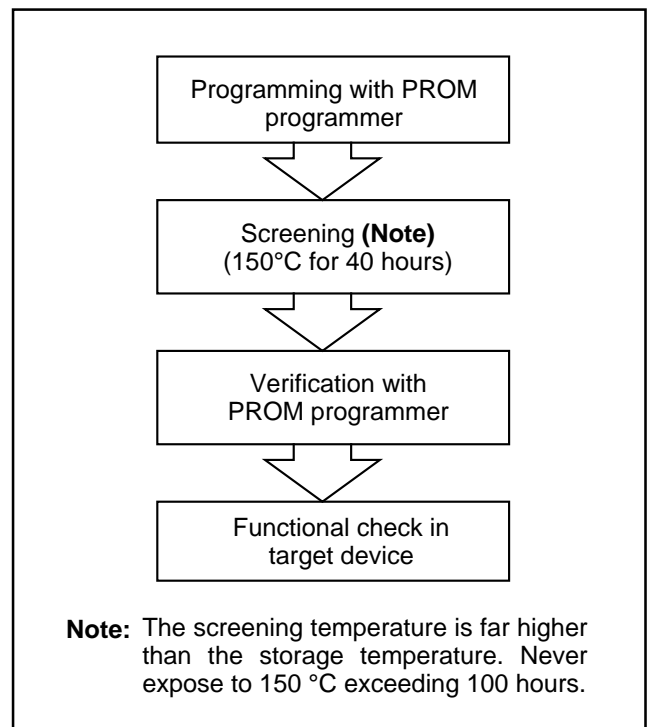 Programming with PROM
programmer
Screening (Note)
(150°C for 40 hours)
Verification with
PROM programmer
Functional check in
target device
Note: The screening temperature is far higher
than the storage temperature. Never
expose to 150 °C exceeding 100 hours.